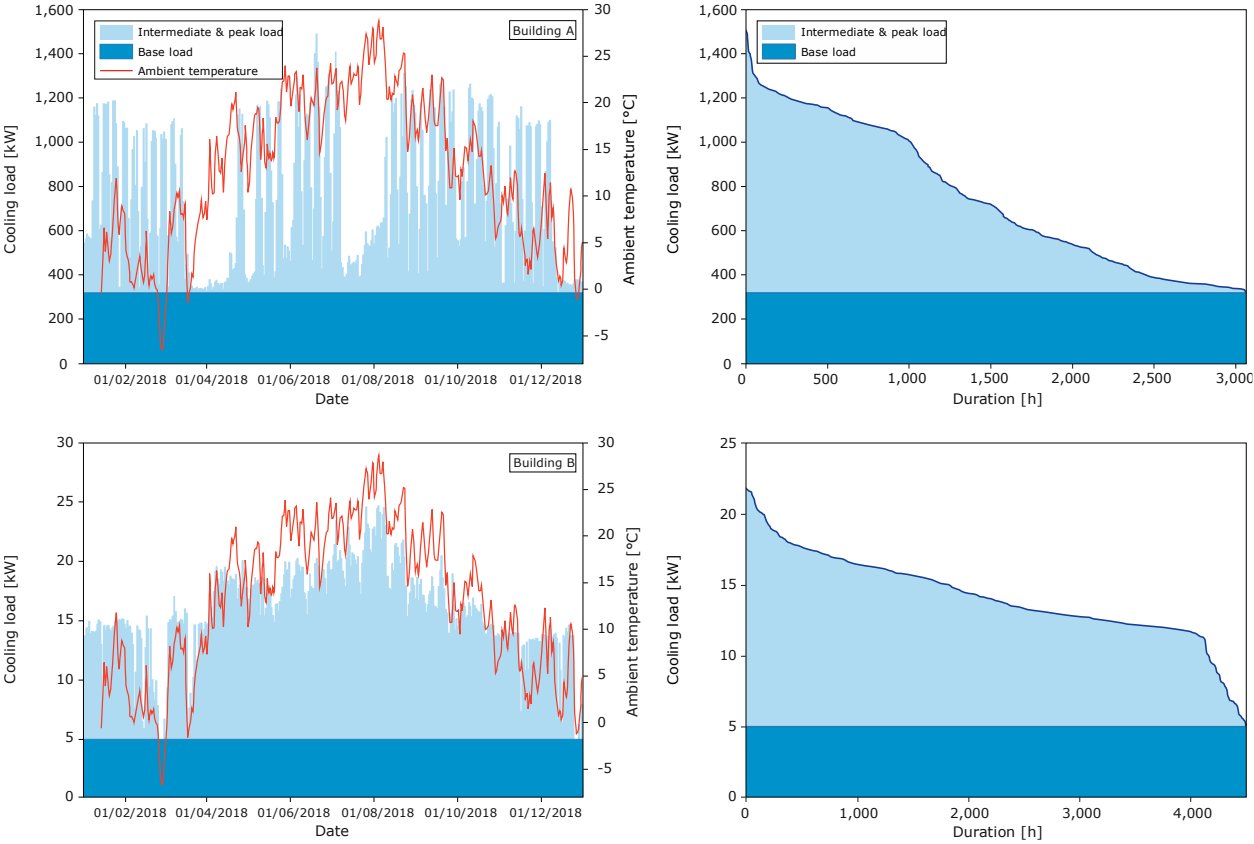 1,600
1,400
1,200
1,000
800
600
400
200
0
Cooling load [kW]
Intermediate & peak load
Base load
Ambient temperature
Building A
30
25
20
15
10
5
0
-5
Ambient temperature [°C]
01/02/2018 01/04/2018 01/06/2018 01/08/2018 01/10/2018 01/12/2018
Date
1,600
1,400
1,200
1,000
800
600
400
200
0
Cooling load [kW]
Intermediate & peak load
Base load
0 500 1,000 1,500 2,000 2,500 3,000
Duration [h]
30
25
20
15
10
5
0
Cooling load [kW]
Building B
30
25
20
15
10
5
0
-5
Ambient temperature [°C]
01/02/2018 01/04/2018 01/06/2018 01/08/2018 01/10/2018 01/12/2018
Date
25
20
15
10
5
0
Cooling load [kW]
0 1,000 2,000 3,000 4,000
Duration [h]